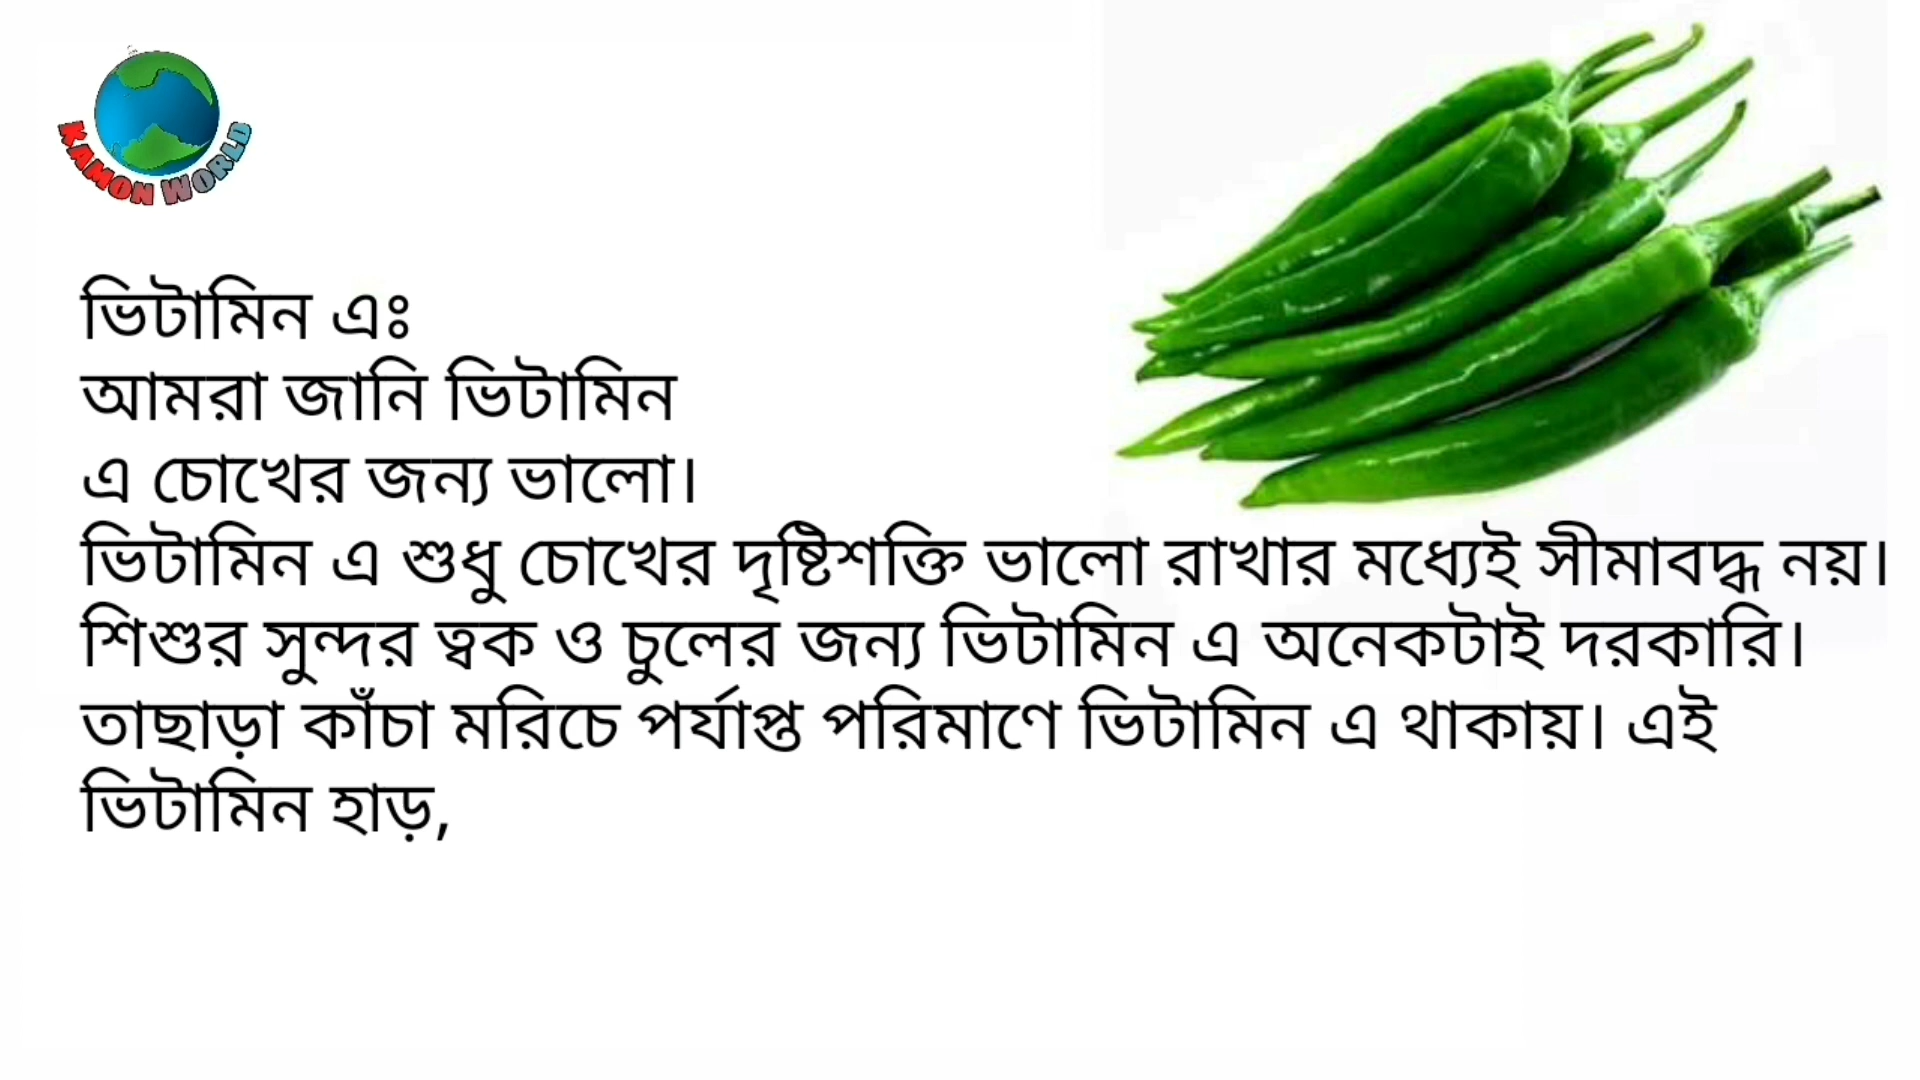 KAMON WORLD
ভিটামিন এঃ
আমরা জানি ভিটামিন
এ চোখের জন্য ভালো।
ভিটামিন এ শুধু চোখের দৃষ্টিশক্তি ভালো রাখার মধ্যেই সীমাবদ্ধ নয়।
শিশুর সুন্দর ত্বক ও চুলের জন্য ভিটামিন এ অনেকটাই দরকারি।
তাছাড়া কাঁচা মরিচে পর্যাপ্ত পরিমাণে ভিটামিন এ থাকায়। এই
ভিটামিন হাড়,